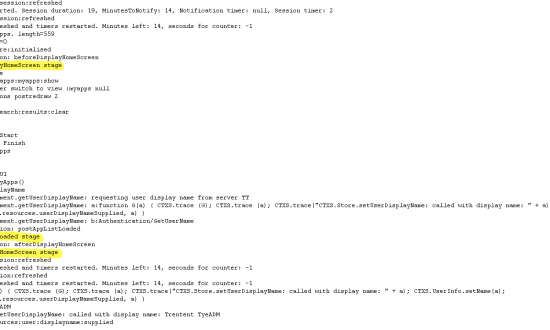 session:refreshed
rted. Session duration: 19, MinutesToNotify: 14, Notification timer: null, Session timer: 2
ssion:refreshed
eshed and timers restarted. Minutes left: 14, seconds for counter: -1
pps. length=559
=0
re:initialised
on: beforeDisplayHomeScreen
yHomeScreen stage
e
apps:myapps:show
er switch to view :myapps null
ons postredraw 2
earch:results:clear
Start
Finish
pps
UI
yApps()
layName
ment.getUserDisplayName: requesting user display name from server TT
ment.getUserDisplayName: a:function G(a) { CTXS.trace (G); CTXS.trace (a); CTXS.trace("CTXS.Store.setUserDisplayName: called with display name: " + a)
.resources.userDisplayNameSupplied, a) )
ment.getUserDisplayName: b:Authentication/GetUserName
ion: postAppListLoaded
oaded stage
on: afterDisplayHomeScreen
HomeScreen stage
sion:refreshed
eshed and timers restarted. Minutes left: 14, seconds for counter: -1
ion:refreshed
eshed and timers restarted. Minutes left: 14, seconds for counter: -1
) { CTXS.trace (G); CTXS.trace (a); CTXS.trace("CTXS.Store.setUserDisplayName: called with display name: " + a); CTXS.UserInfo.setName(a);
.resources.userDisplayNameSupplied, a) )
ADM
etUserDisplayName: called with display name: Trentent TyeADM
urces:user:displayname:supplied